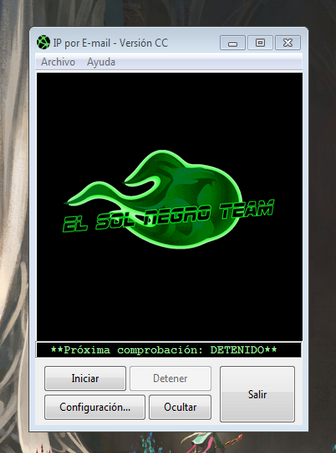 IP por E-mail - Versión CC
Archivo Ayuda
EL SOL NEGRO TEAM
**Próxima comprobación: DETENIDO**
Iniciar Detener
Salir
Configuración... Ocultar